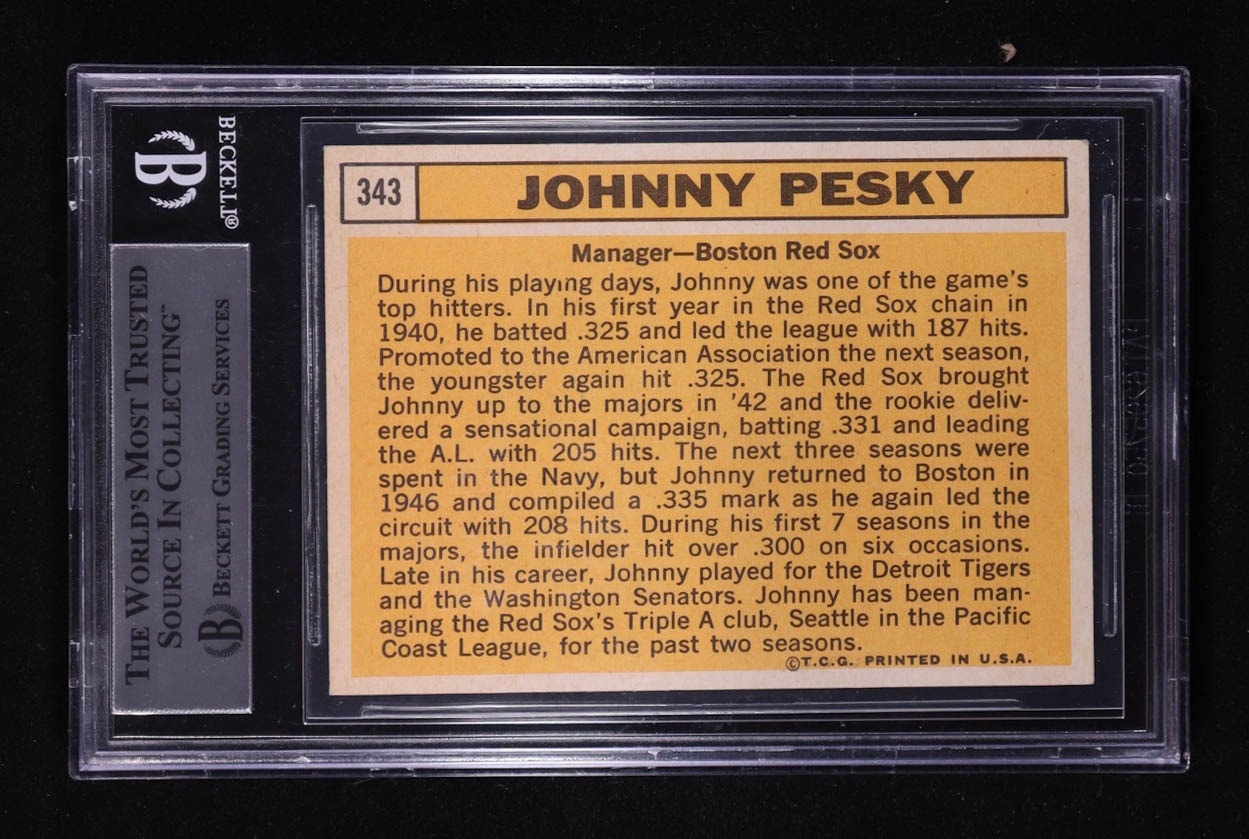 BECKETT®
B
THE WORLD'S MOST TRUSTED
SOURCE IN COLLECTING™
B BECKETT GRADING SERVICES
343
JOHNNY PESKY
Manager—Boston Red Sox
During his playing days, Johnny was one of the game's
top hitters. In his first year in the Red Sox chain in
1940, he batted .325 and led the league with 187 hits.
Promoted to the American Association the next season,
the youngster again hit .325. The Red Sox brought
Johnny up to the majors in '42 and the rookie deliv-
ered a sensational campaign, batting .331 and leading
the A.L. with 205 hits. The next three seasons were
spent in the Navy, but Johnny returned to Boston in
1946 and compiled a .335 mark as he again led the
circuit with 208 hits. During his first 7 seasons in the
majors, the infielder hit over .300 on six occasions.
Late in his career, Johnny played for the Detroit Tigers
and the Washington Senators. Johnny has been man-
aging the Red Sox's Triple A club, Seattle in the Pacific
Coast League, for the past two seasons.
©T.C.G. PRINTED IN U.S.A.